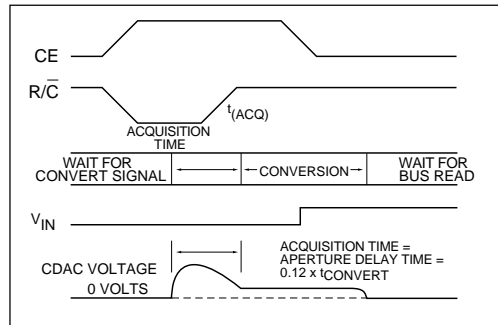 CE
R/C̅
t(ACQ)
ACQUISITION
TIME
WAIT FOR
CONVERT SIGNAL
CONVERSION
WAIT FOR
BUS READ
VIN
ACQUISITION TIME =
APERTURE DELAY TIME =
0.12 x tCONVERT
CDAC VOLTAGE
0 VOLTS